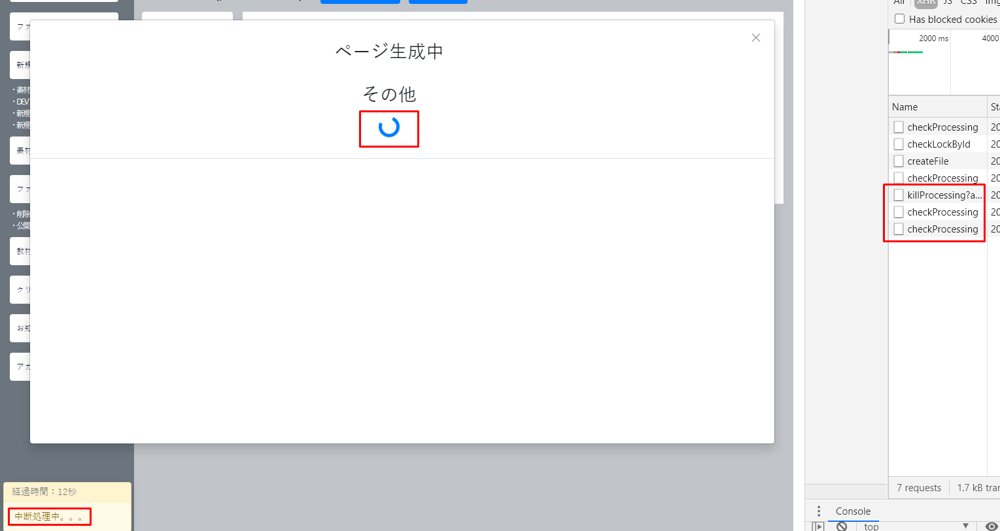 ページ生成中
その他
ファ
新規
・素材
・DEV
・新規
・新規
素材
ファ
・削除
・公開
教材
クリ
お知
アカ
経過時間：12秒
中断処理中。。。
All XHR JS CSS Img
Has blocked cookies
2000 ms
4000
Name
checkProcessing 20
checkLockById 20
createFile 20
checkProcessing 20
killProcessing?a... 20
checkProcessing 20
checkProcessing 20
7 requests
1.7 kB tran
Console
top